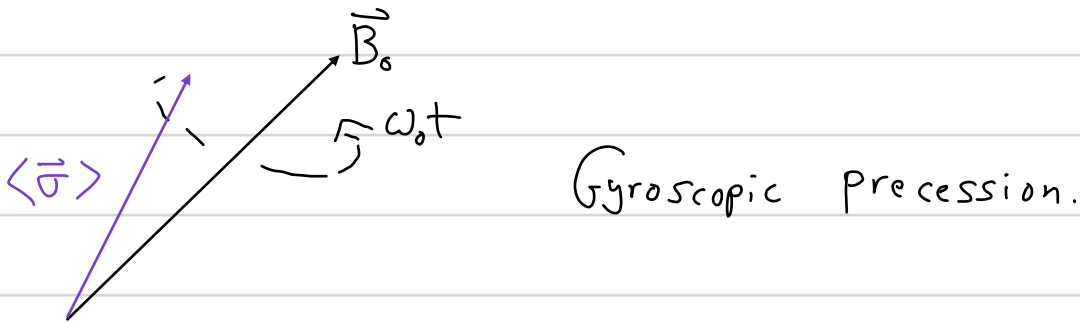 B⃗₀
ω₀t
<σ⃗>
Gyroscopic precession.